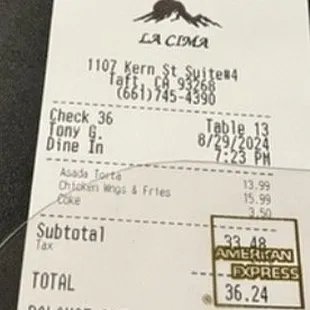 LA CIMA
1107 Kern St Suite#4
Taft, CA 93268
(661)745-4390
Check 36 Table 13
Tony G. 8/29/2024
Dine In 7:23 PM
Asada Torta 13.99
Chicken Wngs & Fries 15.99
Coke 3.50
Subtotal 33.48
Tax
AMERICAN
EXPRESS
TOTAL 36.24